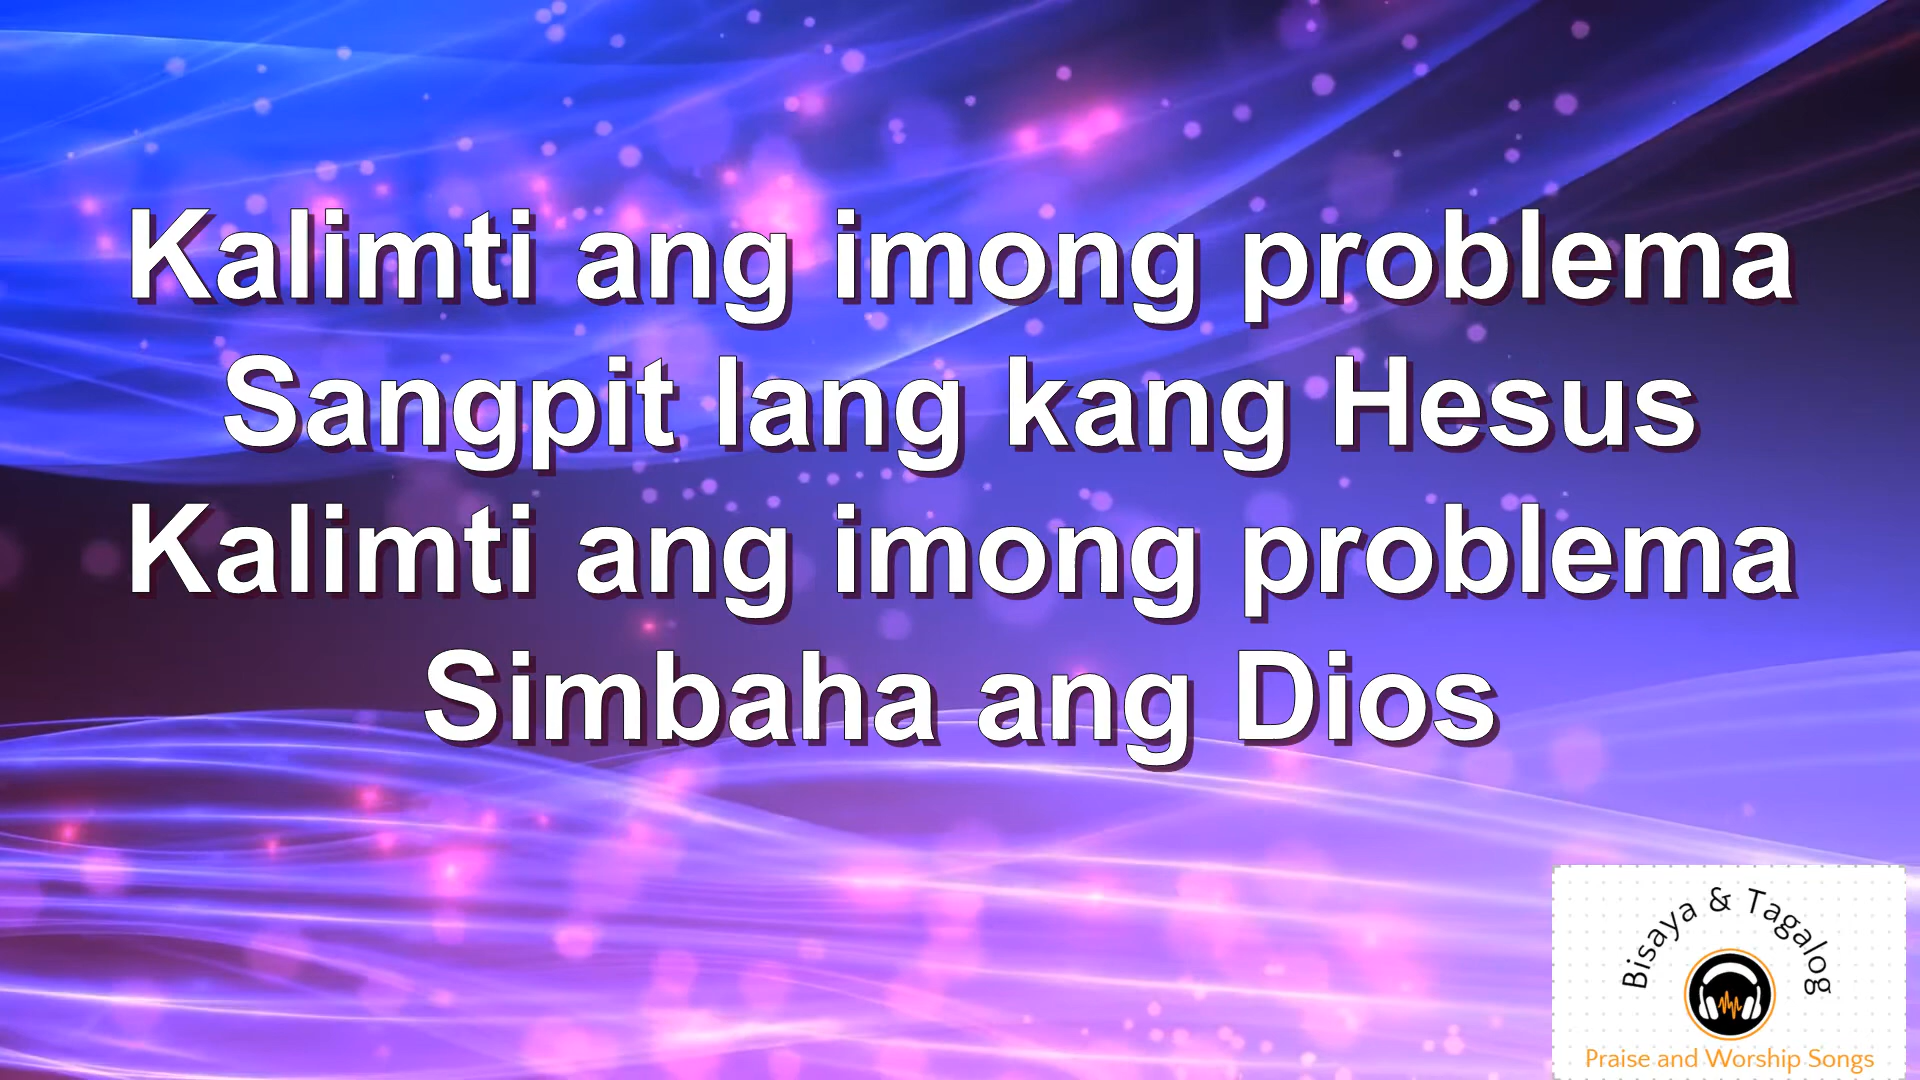 Kalimti ang imong problema
Sangpit lang kang Hesus
Kalimti ang imong problema
Simbaha ang Dios
Bisaya & Tagalog
Praise and Worship Songs